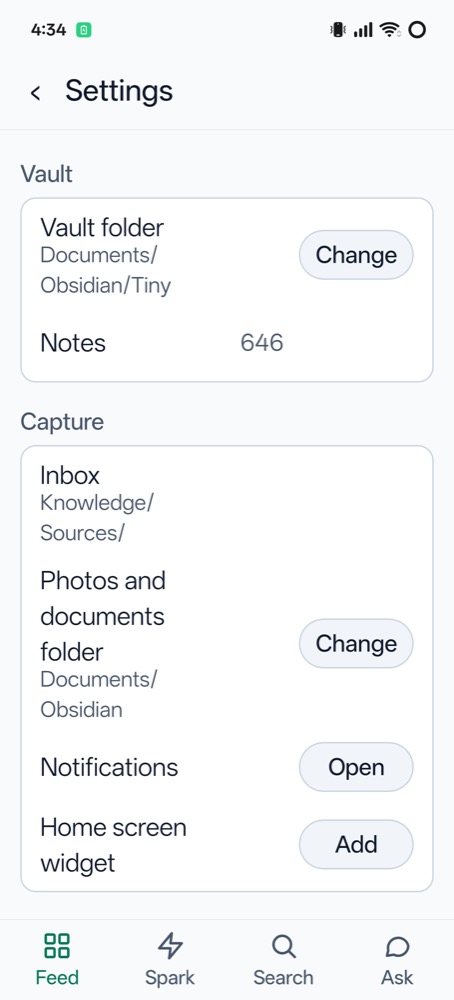 4:34
Settings
Vault
Vault folder
Documents/
Obsidian/Tiny
Change
Notes
646
Capture
Inbox
Knowledge/
Sources/
Photos and
documents
folder
Documents/
Obsidian
Change
Notifications
Open
Home screen
widget
Add
Feed
Spark
Search
Ask